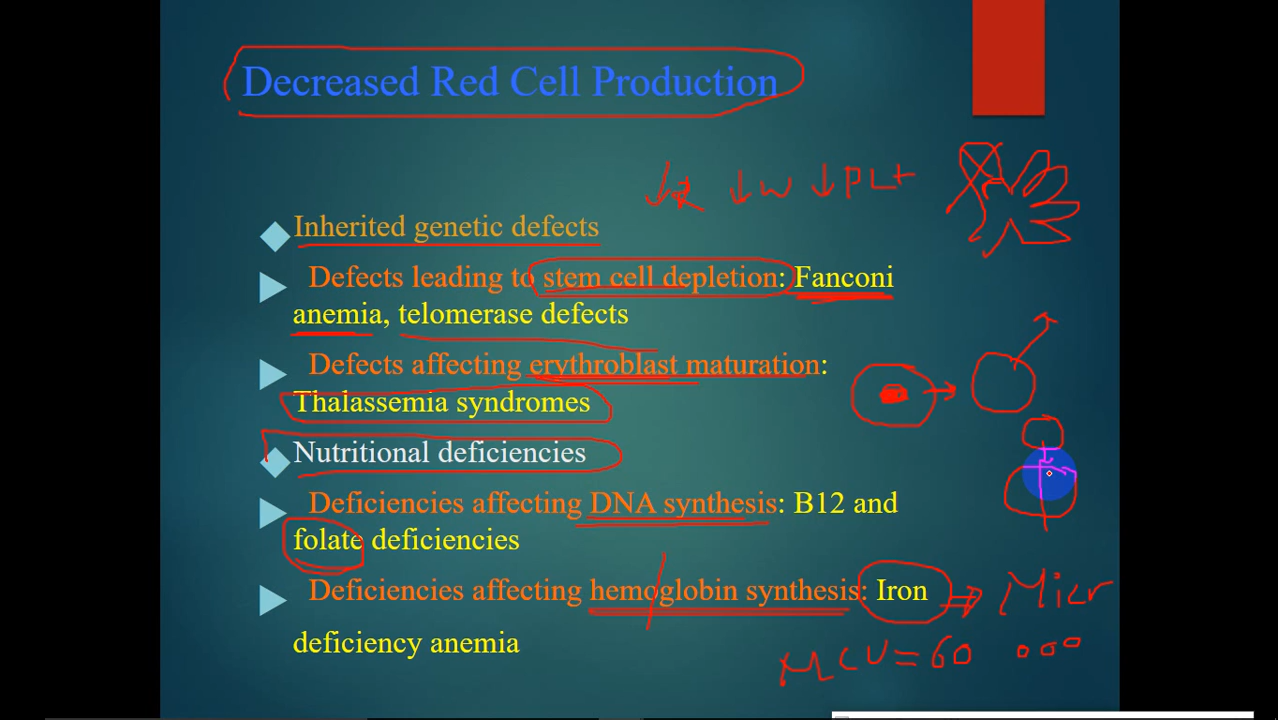 Decreased Red Cell Production
↓R ↓W ↓PLt
Inherited genetic defects
Defects leading to stem cell depletion: Fanconi
anemia, telomerase defects
Defects affecting erythroblast maturation:
Thalassemia syndromes
Nutritional deficiencies
Deficiencies affecting DNA synthesis: B12 and
folate deficiencies
Deficiencies affecting hemoglobin synthesis: Iron ⇒ Micr
deficiency anemia
MCV=60